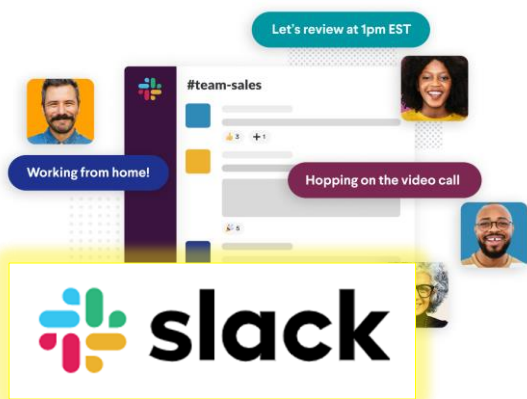 Let's review at 1pm EST
#team-sales
3 +1
Working from home!
Hopping on the video call
5
slack